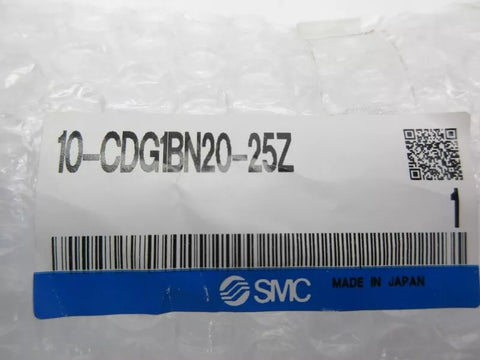 10-CDG1BN20-25Z
1
SMC
MADE IN JAPAN